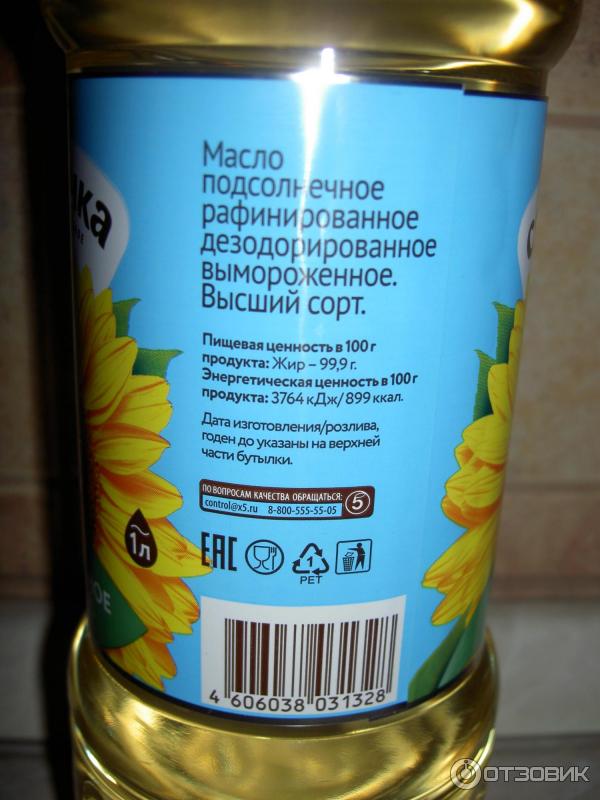 Масло
подсолнечное
рафинированное
дезодорированное
вымороженное.
Высший сорт.
Пищевая ценность в 100 г
продукта: Жир – 99,9 г.
Энергетическая ценность в 100 г
продукта: 3764 кДж/ 899 ккал.
Дата изготовления/розлива,
годен до указаны на верхней
части бутылки.
ПО ВОПРОСАМ КАЧЕСТВА ОБРАЩАТЬСЯ:
control@x5.ru 8-800-555-55-05
5
1л
EAC
1
PET
4 606038 031328
ОТЗОВИК